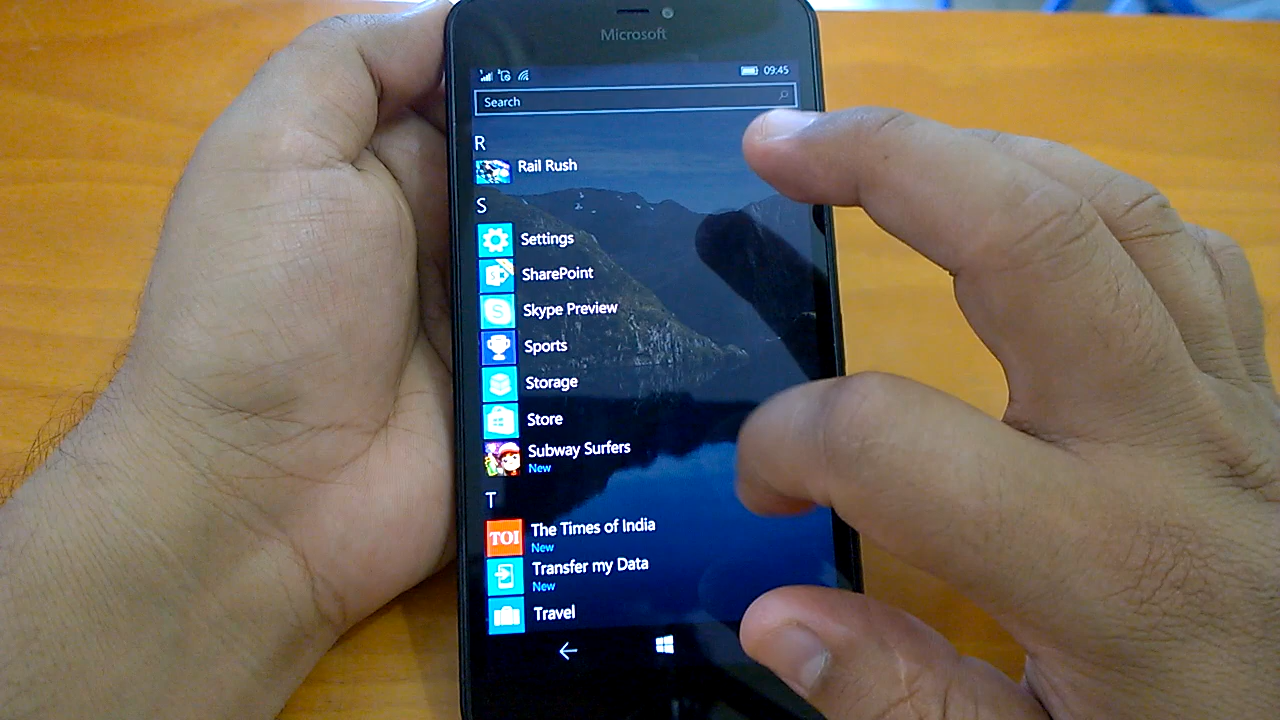 Microsoft
09:45
Search
R
Rail Rush
S
Settings
SharePoint
Skype Preview
Sports
Storage
Store
Subway Surfers
New
T
TOI
The Times of India
New
Transfer my Data
New
Travel